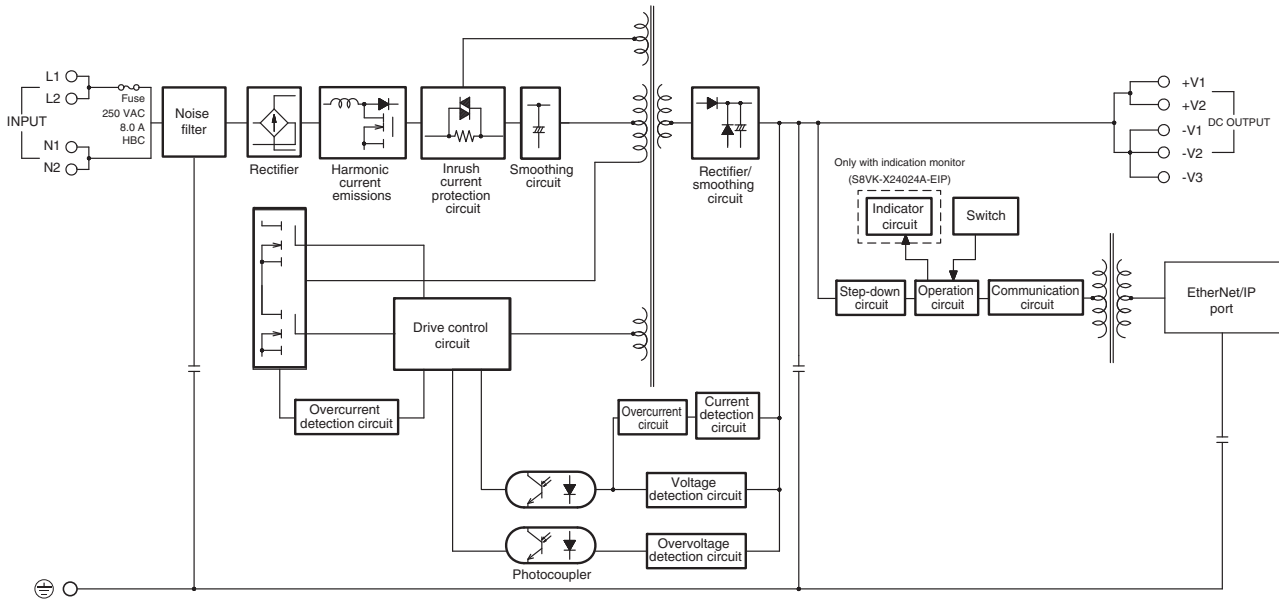 L1
L2
INPUT
N1
N2
Fuse
250 VAC
8.0 A
HBC
Noise
filter
Rectifier
Harmonic
current
emissions
Inrush
current
protection
circuit
Smoothing
circuit
Rectifier/
smoothing
circuit
+V1
+V2
-V1
DC OUTPUT
-V2
-V3
Only with indication monitor
(S8VK-X24024A-EIP)
Indicator
circuit
Switch
Step-down
circuit
Operation
circuit
Communication
circuit
EtherNet/IP
port
Drive control
circuit
Overcurrent
detection circuit
Overcurrent
circuit
Current
detection
circuit
Voltage
detection circuit
Overvoltage
detection circuit
Photocoupler